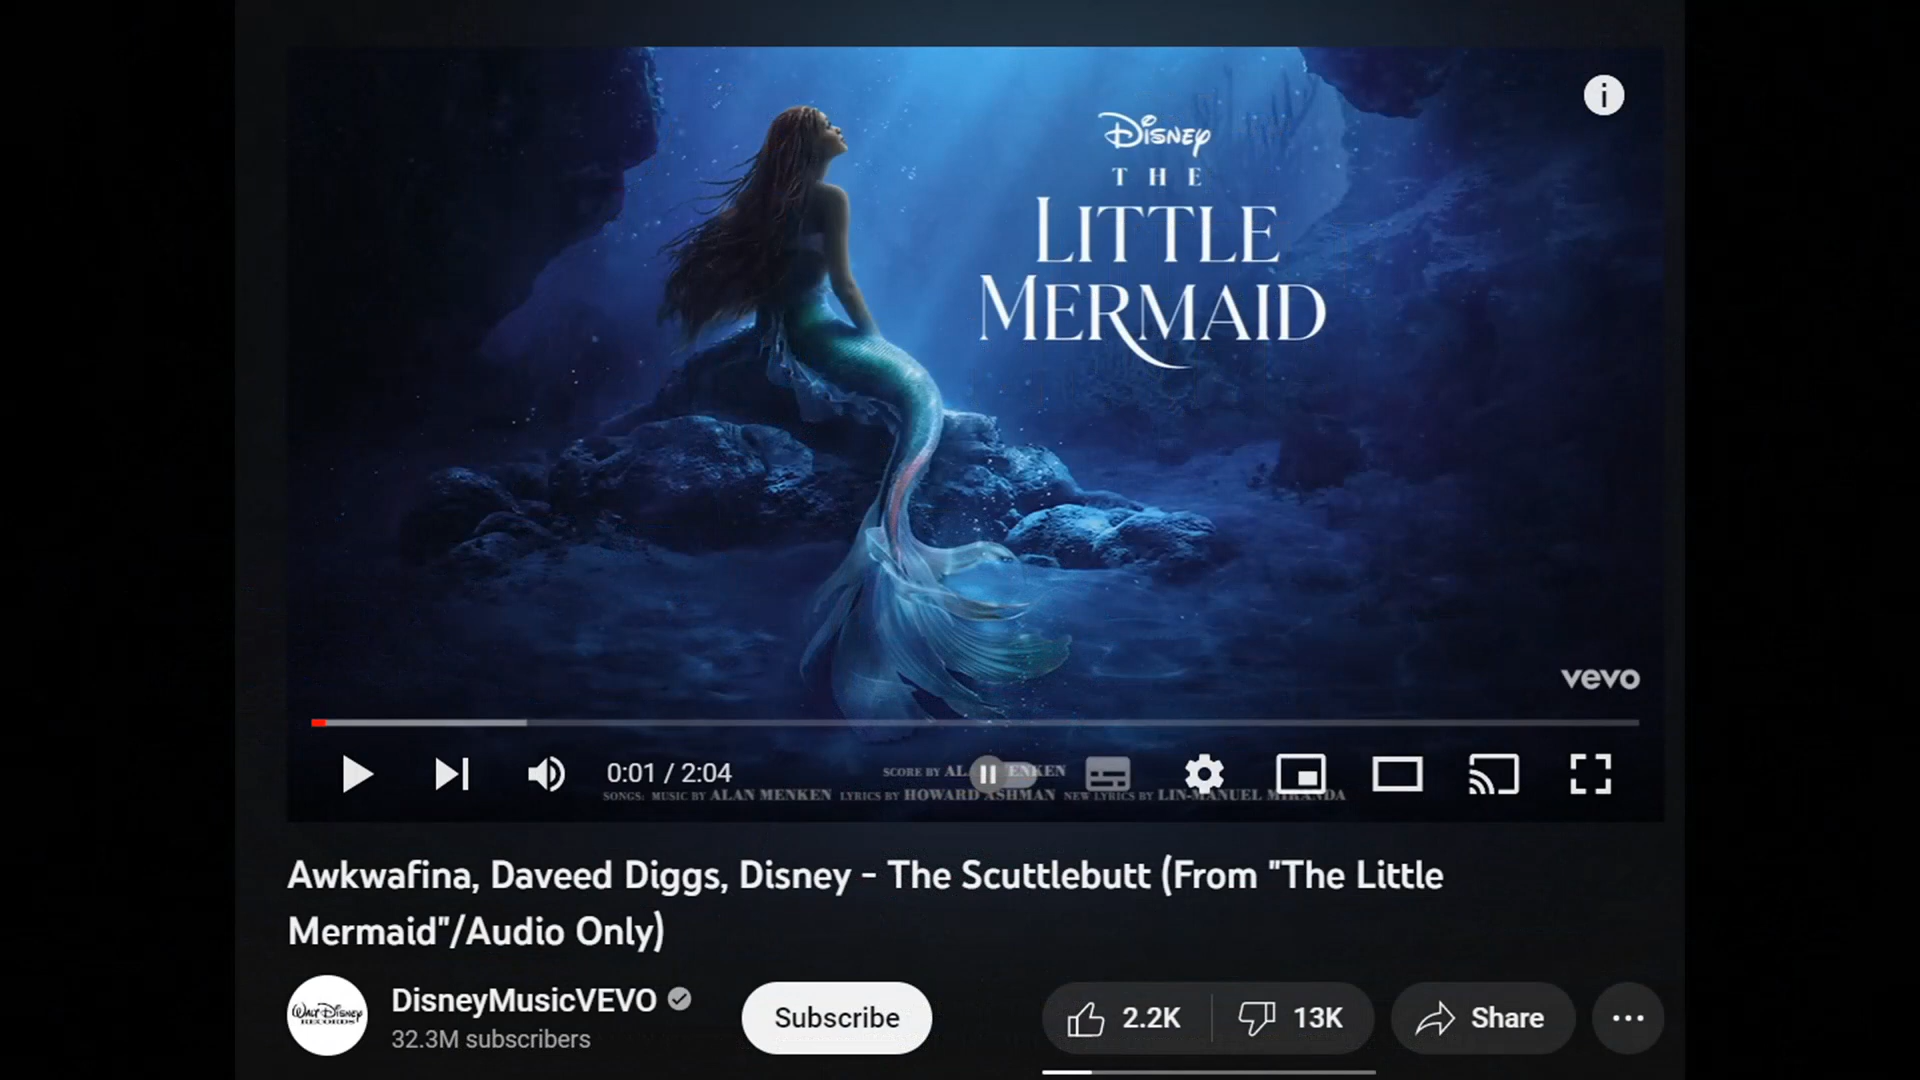 i
Disney
THE
LITTLE
MERMAID
vevo
0:01 / 2:04
SCORE BY AL ENKEN
SONGS: MUSIC BY ALAN MENKEN LYRICS BY HOWARD ASHMAN NEW LYRICS BY LIN-MANUEL MIRANDA
Awkwafina, Daveed Diggs, Disney - The Scuttlebutt (From "The Little
Mermaid"/Audio Only)
WALT DISNEY
RECORDS
DisneyMusicVEVO
32.3M subscribers
Subscribe
2.2K
13K
Share